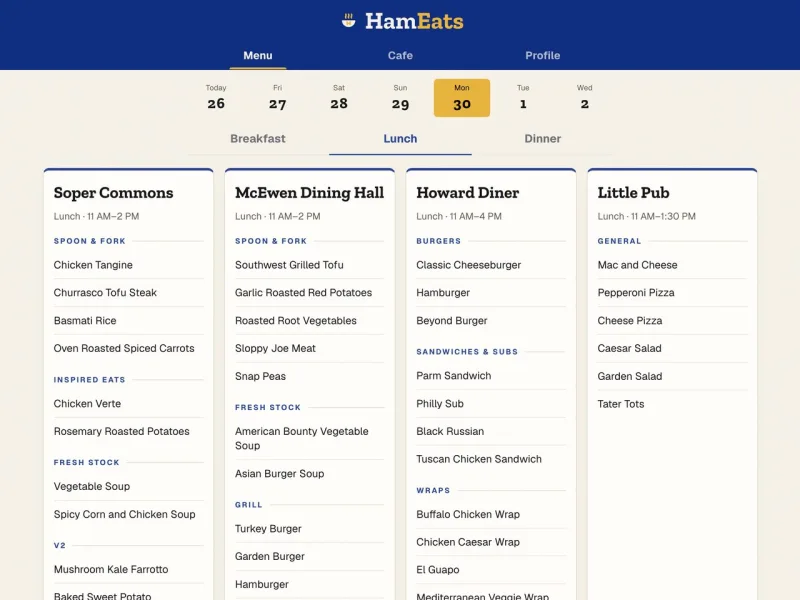 HamEats
Menu
Cafe
Profile
Today
26
Fri
27
Sat
28
Sun
29
Mon
30
Tue
1
Wed
2
Breakfast
Lunch
Dinner
Soper Commons
Lunch · 11 AM–2 PM
SPOON & FORK
Chicken Tangine
Churrasco Tofu Steak
Basmati Rice
Oven Roasted Spiced Carrots
INSPIRED EATS
Chicken Verte
Rosemary Roasted Potatoes
FRESH STOCK
Vegetable Soup
Spicy Corn and Chicken Soup
V2
Mushroom Kale Farrotto
Baked Sweet Potato
McEwen Dining Hall
Lunch · 11 AM–2 PM
SPOON & FORK
Southwest Grilled Tofu
Garlic Roasted Red Potatoes
Roasted Root Vegetables
Sloppy Joe Meat
Snap Peas
FRESH STOCK
American Bounty Vegetable
Soup
Asian Burger Soup
GRILL
Turkey Burger
Garden Burger
Hamburger
Howard Diner
Lunch · 11 AM–4 PM
BURGERS
Classic Cheeseburger
Hamburger
Beyond Burger
SANDWICHES & SUBS
Parm Sandwich
Philly Sub
Black Russian
Tuscan Chicken Sandwich
WRAPS
Buffalo Chicken Wrap
Chicken Caesar Wrap
El Guapo
Mediterranean Veggie Wrap
Little Pub
Lunch · 11 AM–1:30 PM
GENERAL
Mac and Cheese
Pepperoni Pizza
Cheese Pizza
Caesar Salad
Garden Salad
Tater Tots